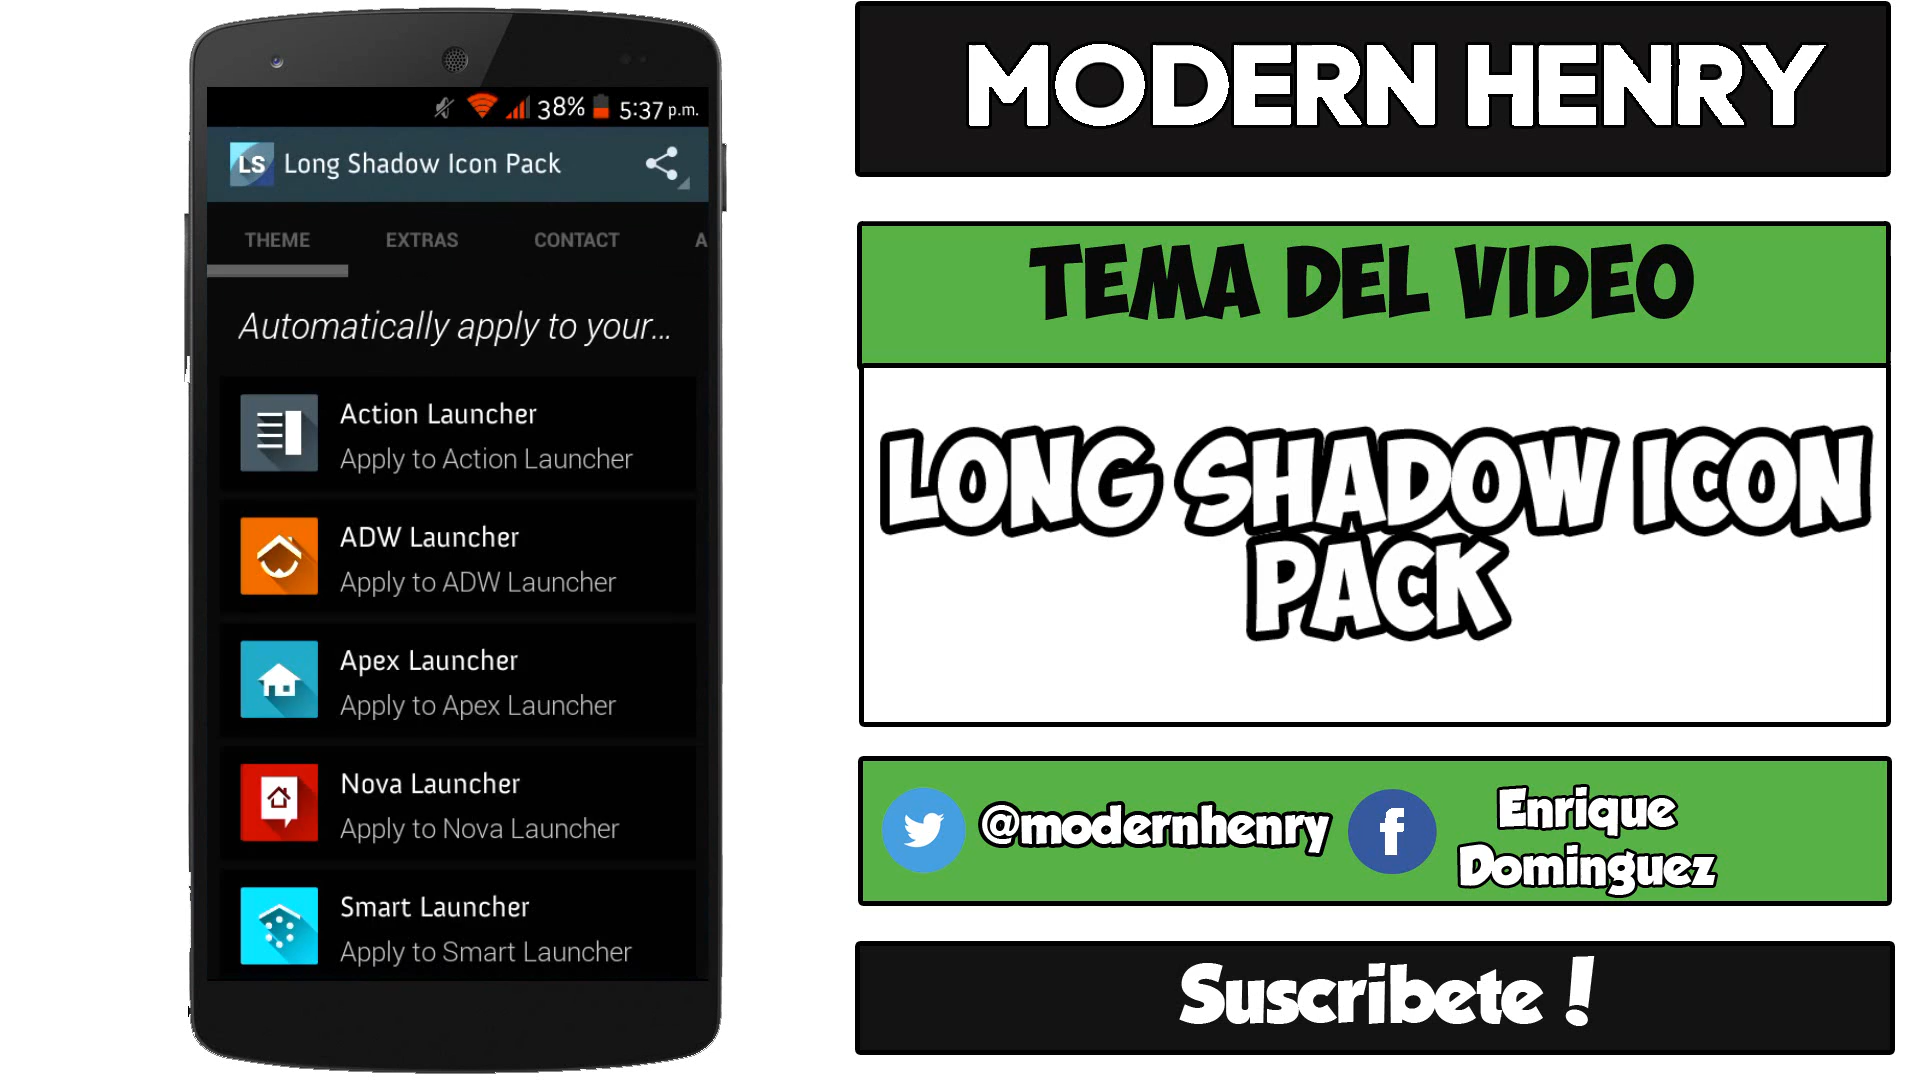 38% 5:37 p.m.
LS Long Shadow Icon Pack
THEME EXTRAS CONTACT A
Automatically apply to your...
Action Launcher
Apply to Action Launcher
ADW Launcher
Apply to ADW Launcher
Apex Launcher
Apply to Apex Launcher
Nova Launcher
Apply to Nova Launcher
Smart Launcher
Apply to Smart Launcher
MODERN HENRY
TEMA DEL VIDEO
LONG SHADOW ICON
PACK
@modernhenry
Enrique
Dominguez
Suscribete!